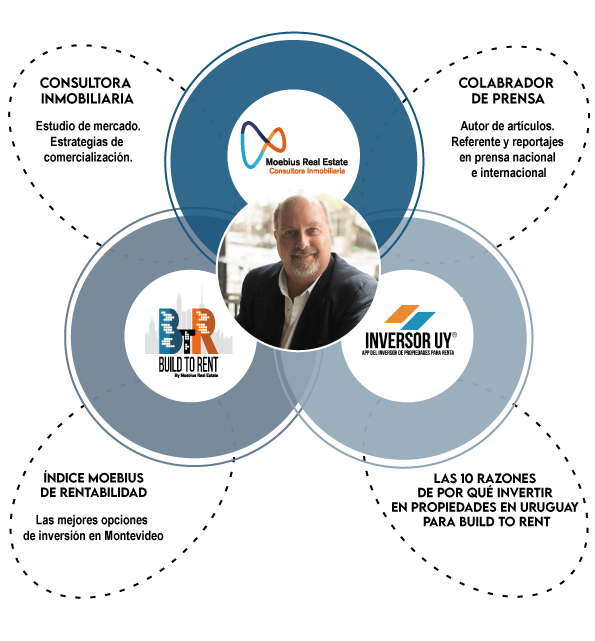 CONSULTORA
INMOBILIARIA
Estudio de mercado.
Estrategias de
comercialización.
COLABRADOR
DE PRENSA
Autor de artículos.
Referente y reportajes
en prensa nacional
e internacional
Moebius Real Estate
Consultora Inmobiliaria
BTR
BUILD TO RENT
By Moebius Real Estate
INVERSOR UY®
APP DEL INVERSOR DE PROPIEDADES PARA RENTA
ÍNDICE MOEBIUS
DE RENTABILIDAD
Las mejores opciones
de inversión en Montevideo
LAS 10 RAZONES
DE POR QUÉ INVERTIR
EN PROPIEDADES EN URUGUAY
PARA BUILD TO RENT